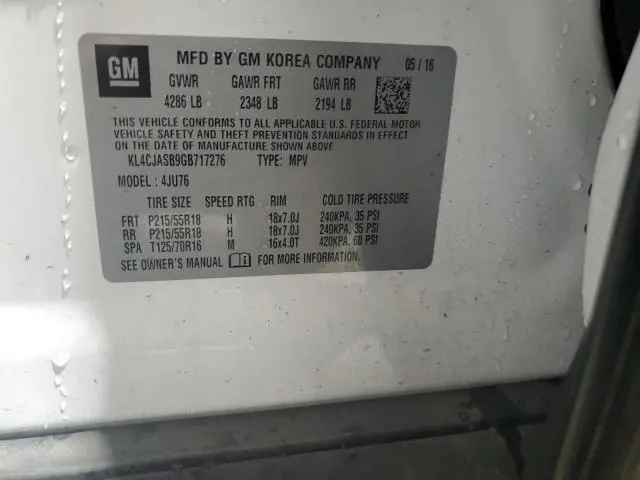 GM
MFD BY GM KOREA COMPANY 05 / 16
GVWR GAWR FRT GAWR RR
4286 LB 2348 LB 2194 LB
THIS VEHICLE CONFORMS TO ALL APPLICABLE U.S. FEDERAL MOTOR
VEHICLE SAFETY AND THEFT PREVENTION STANDARDS IN EFFECT
ON THE DATE OF MANUFACTURE SHOWN ABOVE.
KL4CJASB9GB717276 TYPE: MPV
MODEL : 4JU76
TIRE SIZE SPEED RTG RIM COLD TIRE PRESSURE
FRT P215/55R18 H 18x7.0J 240KPA, 35 PSI
RR P215/55R18 H 18x7.0J 240KPA, 35 PSI
SPA T125/70R16 M 16x4.0T 420KPA, 60 PSI
SEE OWNER'S MANUAL FOR MORE INFORMATION.